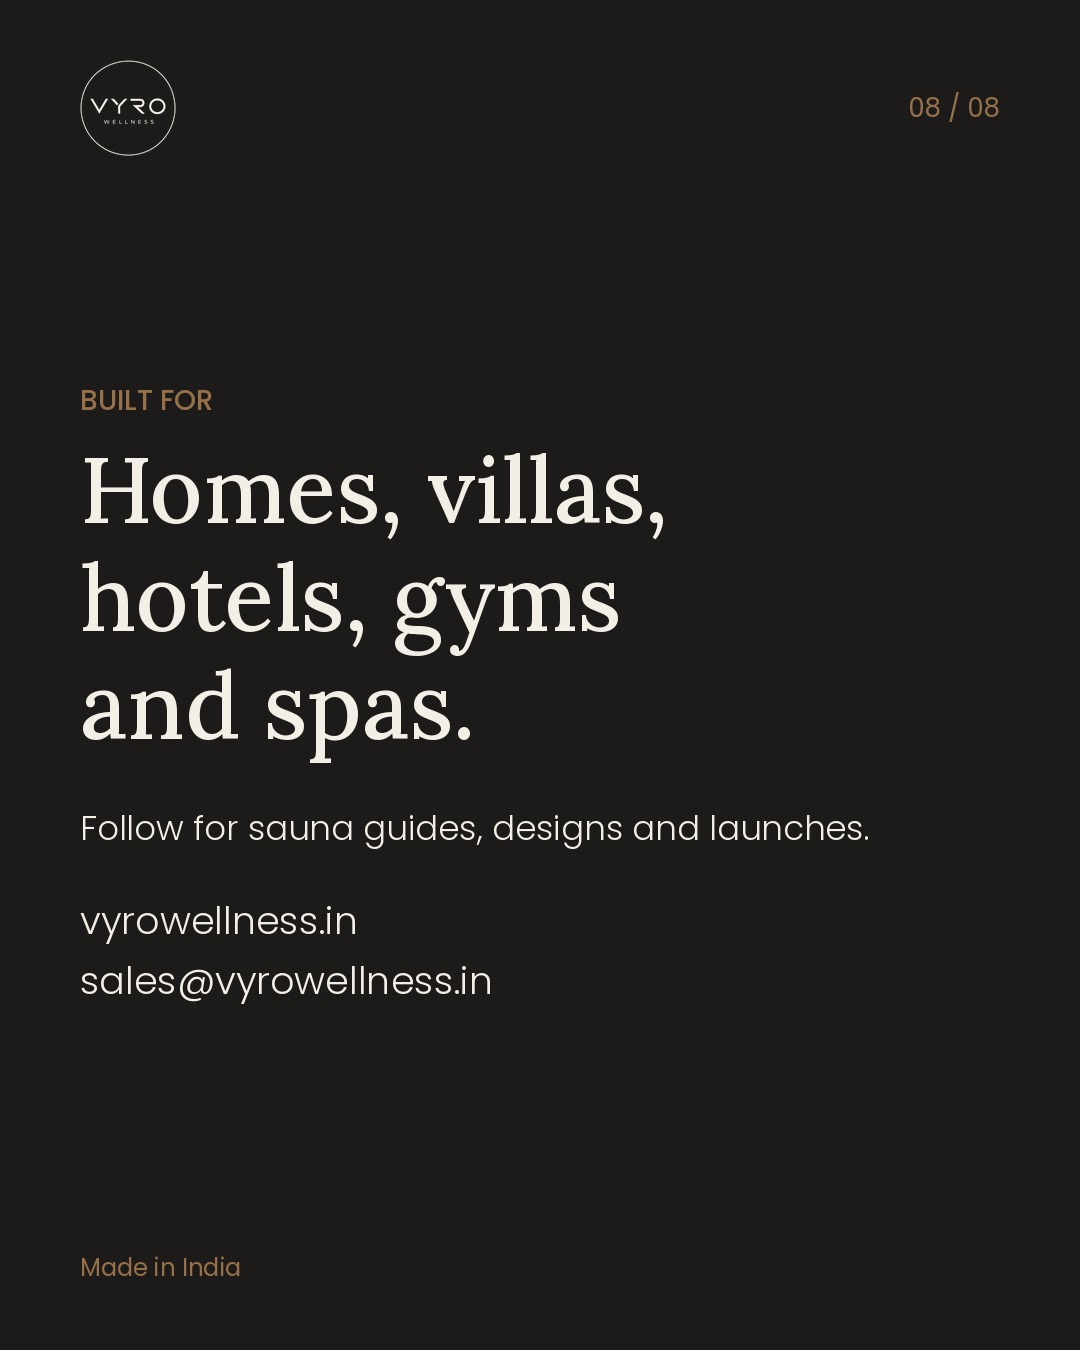 VYRO
WELLNESS
08 / 08
BUILT FOR
Homes, villas,
hotels, gyms
and spas.
Follow for sauna guides, designs and launches.
vyrowellness.in
sales@vyrowellness.in
Made in India